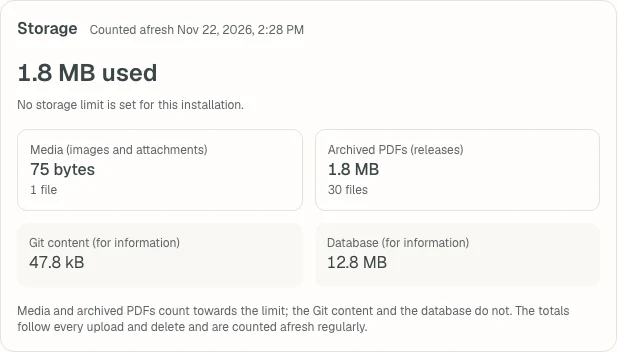 Storage Counted afresh Nov 22, 2026, 2:28 PM
1.8 MB used
No storage limit is set for this installation.
Media (images and attachments)
75 bytes
1 file
Archived PDFs (releases)
1.8 MB
30 files
Git content (for information)
47.8 kB
Database (for information)
12.8 MB
Media and archived PDFs count towards the limit; the Git content and the database do not. The totals
follow every upload and delete and are counted afresh regularly.